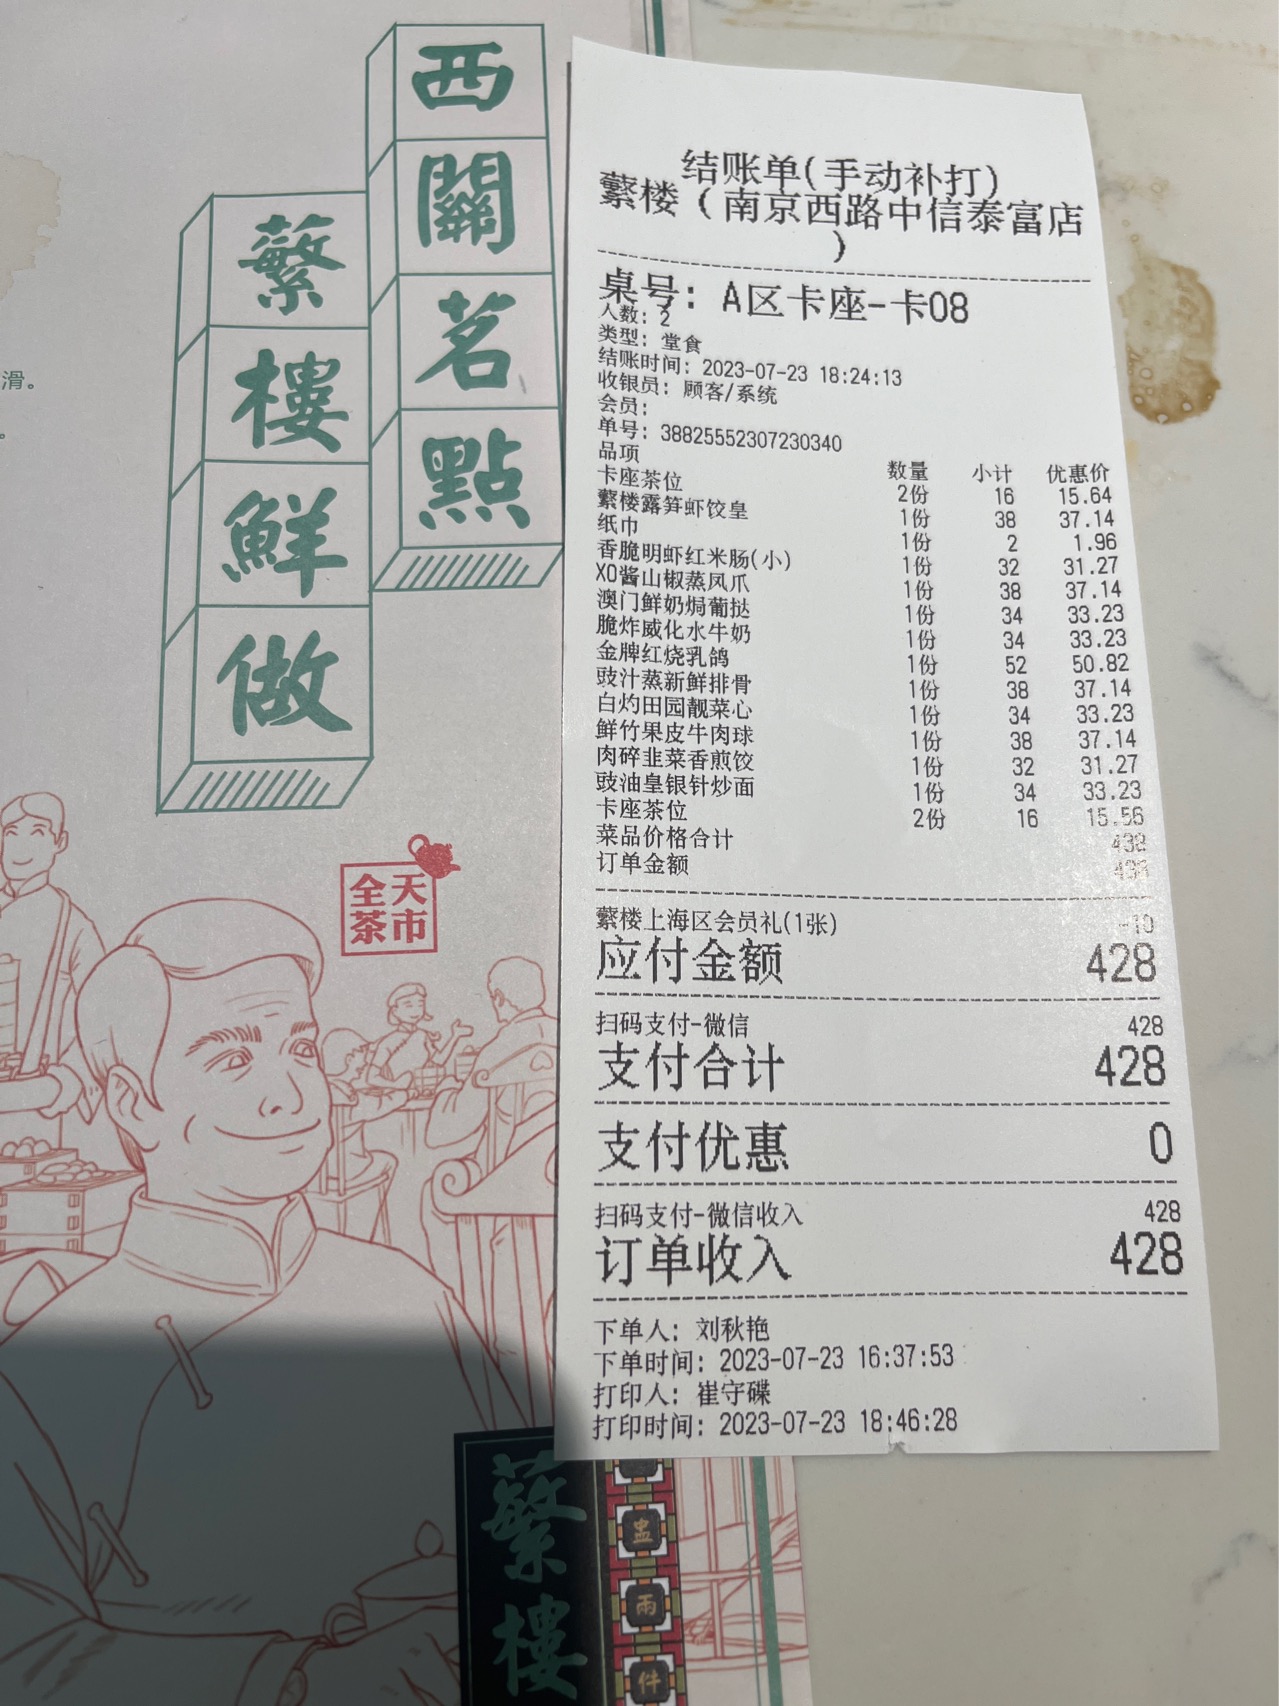 西關茗點
蘩樓鮮做
全天
茶市
滑。
结账单(手动补打)
蘩楼(南京西路中信泰富店
)
桌号: A区卡座-卡08
人数: 2
类型: 堂食
结账时间: 2023-07-23 18:24:13
收银员: 顾客/系统
会员:
单号: 38825552307230340
品项 数量 小计 优惠价
卡座茶位 2份 16 15.64
蘩楼露笋虾饺皇 1份 38 37.14
纸巾 1份 2 1.96
香脆明虾红米肠(小) 1份 32 31.27
XO酱山椒蒸凤爪 1份 38 37.14
澳门鲜奶焗葡挞 1份 34 33.23
脆炸威化水牛奶 1份 34 33.23
金牌红烧乳鸽 1份 52 50.82
豉汁蒸新鲜排骨 1份 38 37.14
白灼田园靓菜心 1份 34 33.23
鲜竹果皮牛肉球 1份 38 37.14
肉碎韭菜香煎饺 1份 32 31.27
豉油皇银针炒面 1份 34 33.23
卡座茶位 2份 16 15.56
菜品价格合计 438
订单金额 438
蘩楼上海区会员礼(1张) -10
应付金额 428
扫码支付-微信 428
支付合计 428
支付优惠 0
扫码支付-微信收入 428
订单收入 428
下单人: 刘秋艳
下单时间: 2023-07-23 16:37:53
打印人: 崔守碟
打印时间: 2023-07-23 18:46:28
蘩樓
盅
兩
件